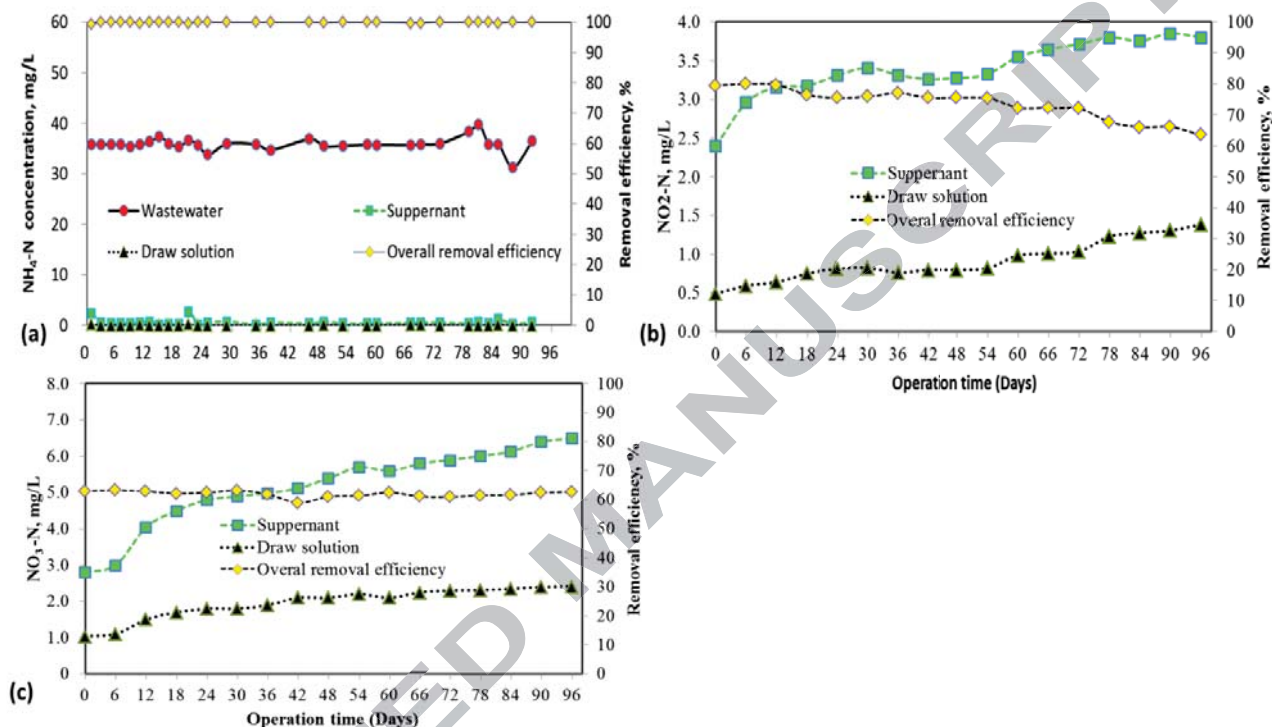 60
50
40
30
20
10
0
NH₄-N concentration, mg/L
100
90
80
70
60
50
40
30
20
10
0
Removal efficiency, %
Wastewater
Suppernant
Draw solution
Overall removal efficiency
(a)
0 6 12 18 24 30 36 42 48 54 60 66 72 78 84 90 96
4.0
3.5
3.0
2.5
2.0
1.5
1.0
0.5
0.0
NO2-N, mg/L
100
90
80
70
60
50
40
30
20
10
0
Removal efficiency, %
Suppernant
Draw solution
Overal removal efficiency
(b)
0 6 12 18 24 30 36 42 48 54 60 66 72 78 84 90 96
Operation time (Days)
8.0
7.0
6.0
5.0
4.0
3.0
2.0
1.0
0
NO₃-N, mg/L
100
90
80
70
60
50
40
30
20
10
0
Removal efficiency, %
Suppernant
Draw solution
Overal removal efficiency
(c)
0 6 12 18 24 30 36 42 48 54 60 66 72 78 84 90 96
Operation time (Days)
ED MANUSCRIP